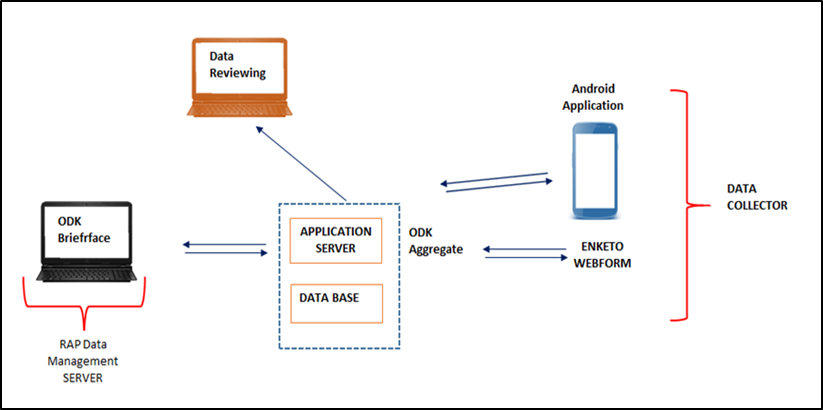 Data
Reviewing
Android
Application
DATA
COLLECTOR
ODK
Briefrface
APPLICATION
SERVER
ODK
Aggregate
ENKETO
WEBFORM
DATA BASE
RAP Data
Management
SERVER